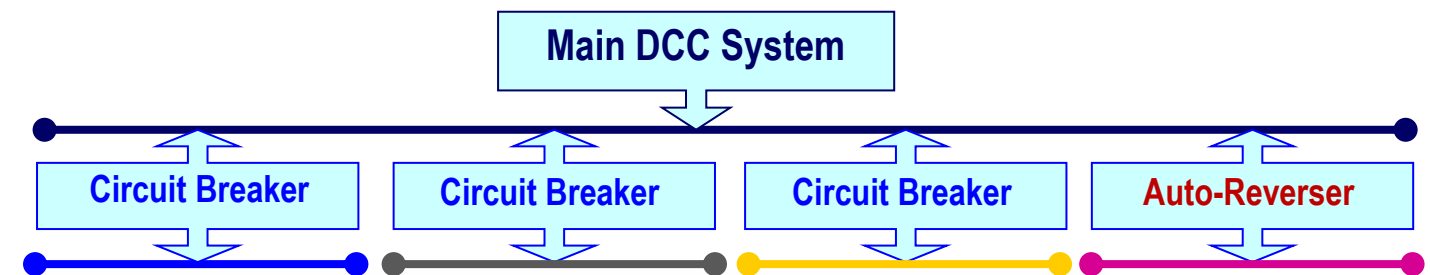 Main DCC System
Circuit Breaker
Circuit Breaker
Circuit Breaker
Auto-Reverser